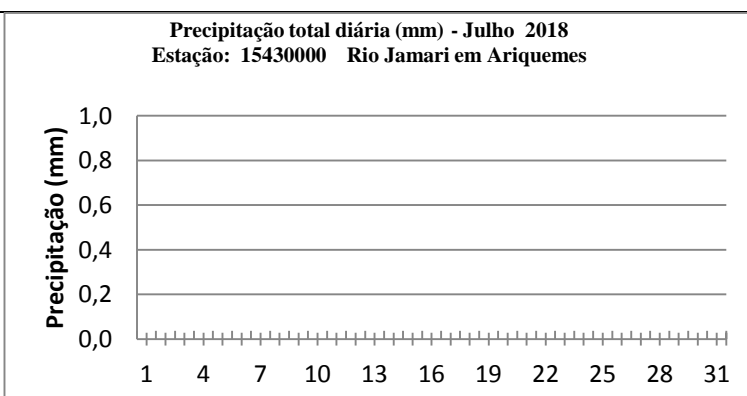 Precipitação total diária (mm) - Julho 2018
Estação: 15430000 Rio Jamari em Ariquemes
Precipitação (mm)
1,0
0,8
0,6
0,4
0,2
0,0
1 4 7 10 13 16 19 22 25 28 31